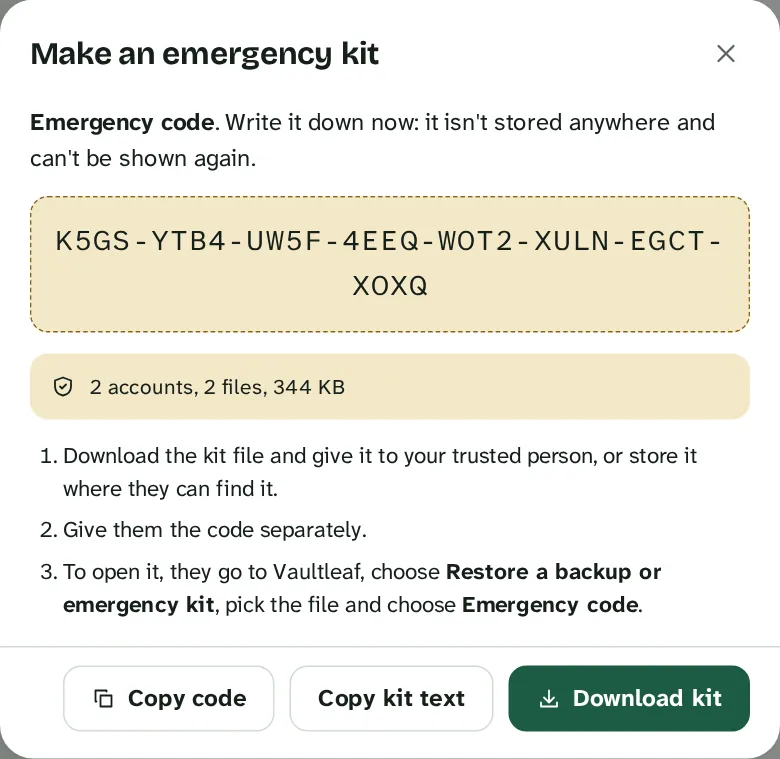 Make an emergency kit
Emergency code. Write it down now: it isn't stored anywhere and
can't be shown again.
K5GS-YTB4-UW5F-4EEQ-WOT2-XULN-EGCT-
XOXQ
2 accounts, 2 files, 344 KB
1. Download the kit file and give it to your trusted person, or store it
where they can find it.
2. Give them the code separately.
3. To open it, they go to Vaultleaf, choose Restore a backup or
emergency kit, pick the file and choose Emergency code.
Copy code
Copy kit text
Download kit